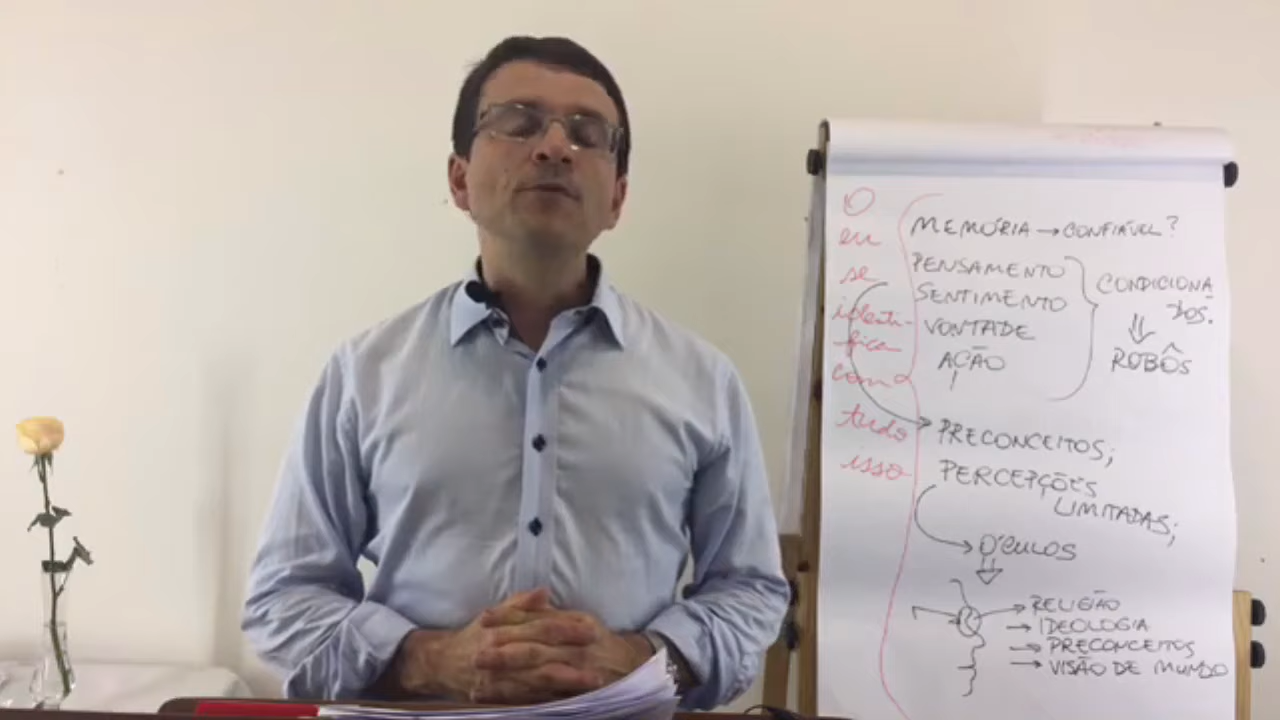 O
eu
se
identi-
fica
com
tudo
isso
MEMÓRIA → CONFIÁVEL?
PENSAMENTO
SENTIMENTO
VONTADE
AÇÃO
CONDICIONA
DOS.
ROBÔS
PRECONCEITOS;
PERCEPÇÕES
LIMITADAS;
ÓCULOS
RELIGIÃO
IDEOLOGIA
PRECONCEITOS
VISÃO DE MUNDO